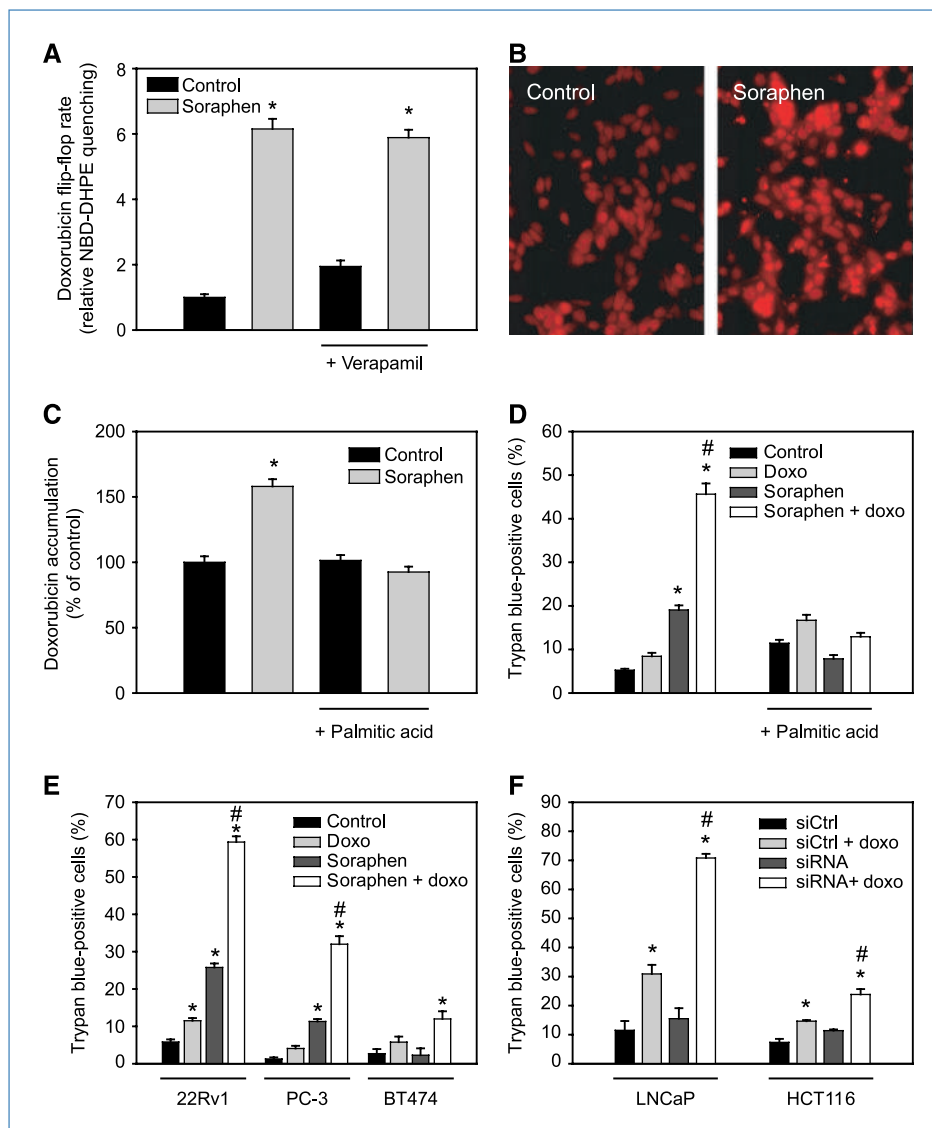 A
Doxorubicin flip-flop rate
(relative NBD-DHPE quenching)
8
6
4
2
0
Control
Soraphen
*
*
+ Verapamil
B
Control
Soraphen
C
Doxorubicin accumulation
(% of control)
200
150
100
50
0
Control
Soraphen
*
+ Palmitic acid
D
Trypan blue-positive cells (%)
60
50
40
30
20
10
0
Control
Doxo
Soraphen
Soraphen + doxo
*
#
*
+ Palmitic acid
E
Trypan blue-positive cells (%)
70
60
50
40
30
20
10
0
Control
Doxo
Soraphen
Soraphen + doxo
*
*
#
*
*
#
*
*
22Rv1
PC-3
BT474
F
Trypan blue-positive cells (%)
90
80
70
60
50
40
30
20
10
0
siCtrl
siCtrl + doxo
siRNA
siRNA+ doxo
*
#
*
*
#
*
LNCaP
HCT116